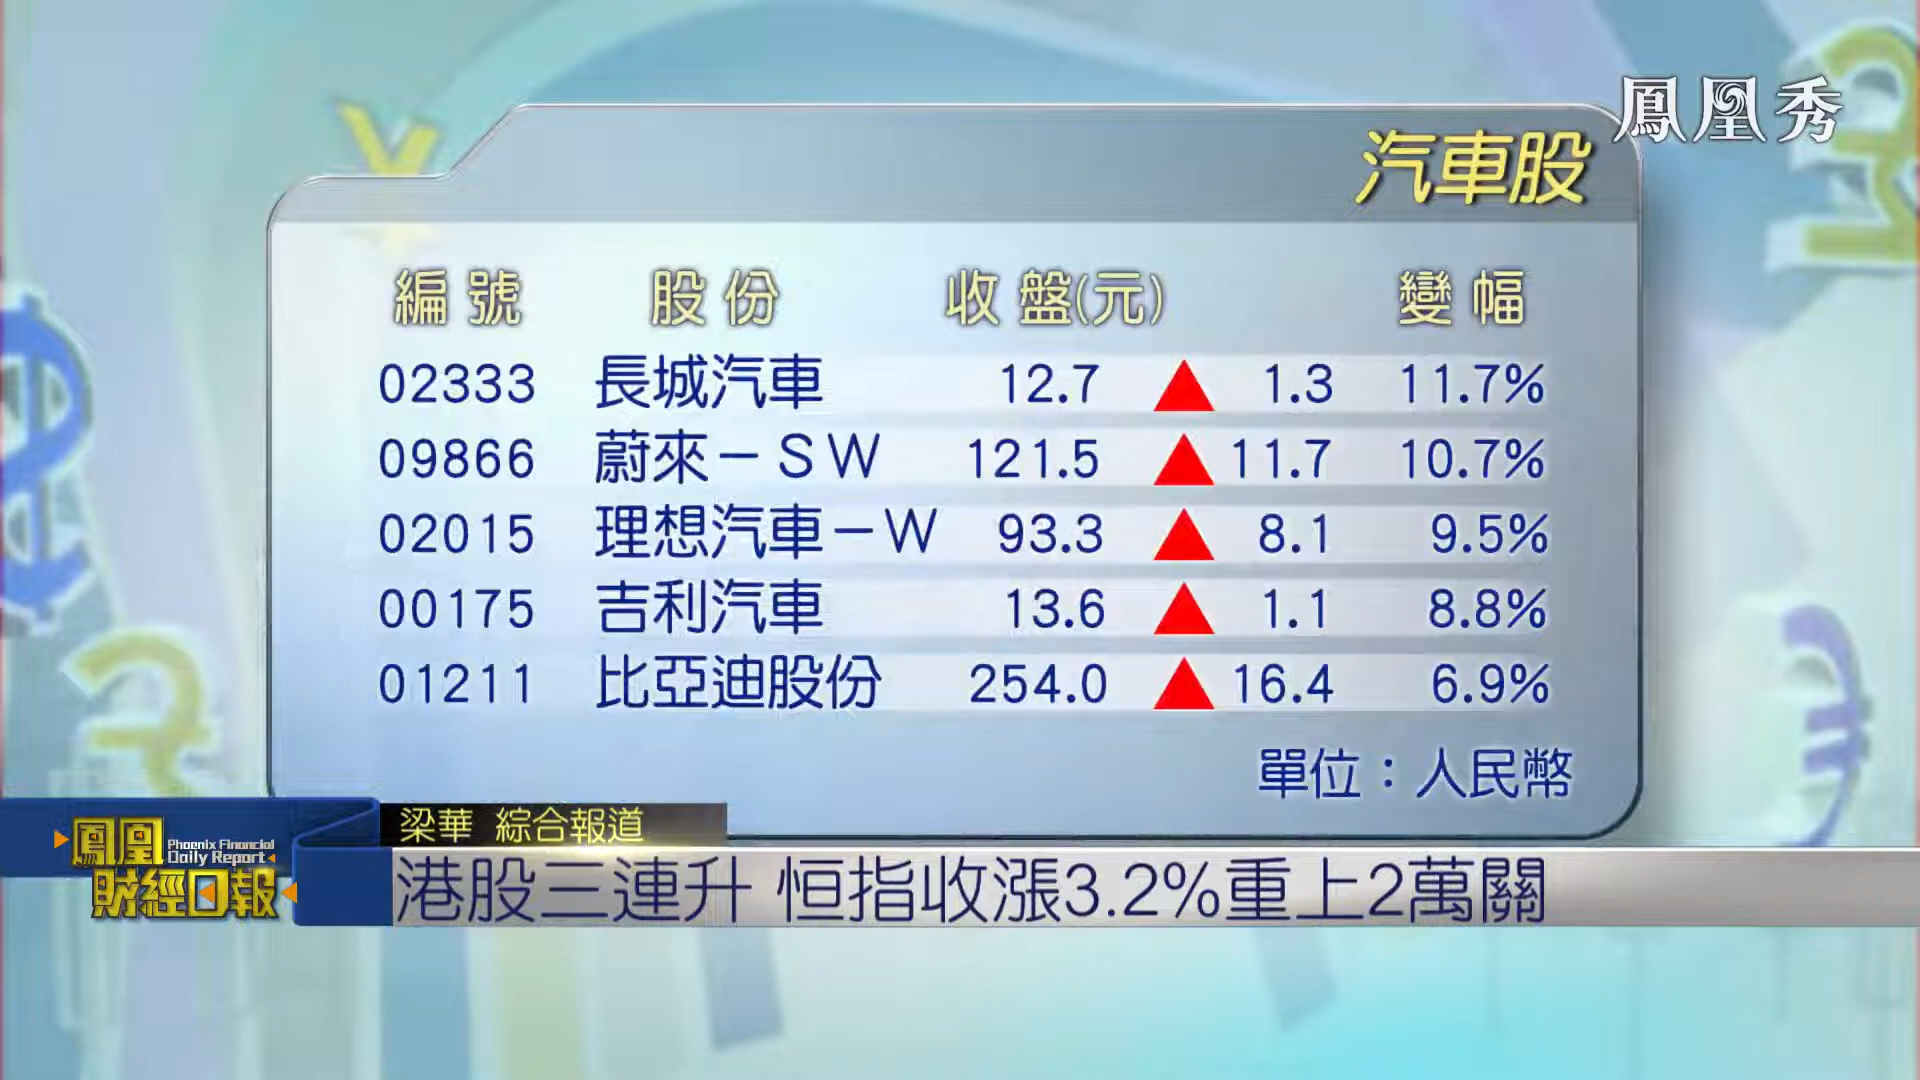 鳳凰秀
汽車股
編號 股份 收盤(元) 變幅
02333 長城汽車 12.7 ▲ 1.3 11.7%
09866 蔚來－ＳＷ 121.5 ▲ 11.7 10.7%
02015 理想汽車－Ｗ 93.3 ▲ 8.1 9.5%
00175 吉利汽車 13.6 ▲ 1.1 8.8%
01211 比亞迪股份 254.0 ▲ 16.4 6.9%
單位：人民幣
梁華 綜合報道
鳳凰 Phoenix Financial
Daily Report
財經日報
港股三連升 恒指收漲3.2%重上2萬關